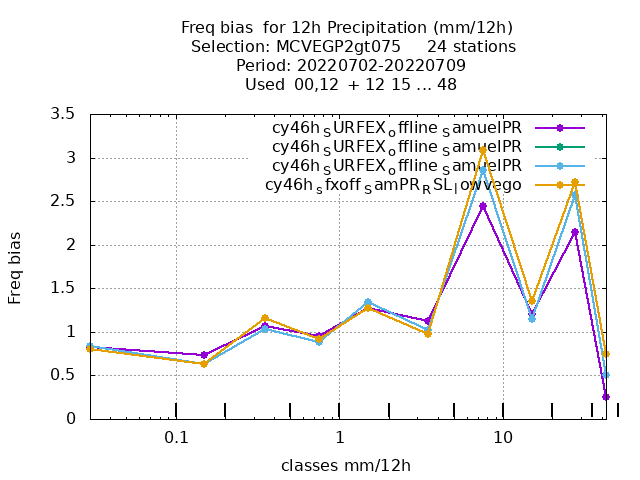 Freq bias for 12h Precipitation (mm/12h)
Selection: MCVEGP2gt075 24 stations
Period: 20220702-20220709
Used 00,12 + 12 15 ... 48
cy46h_SURFEX_offline_SamuelPR
cy46h_SURFEX_offline_SamuelPR
cy46h_SURFEX_offline_SamuelPR
cy46h_sfxoff_SamPR_RSL_lowvego
3.5
3
2.5
2
1.5
1
0.5
0
Freq bias
0.1 1 10
classes mm/12h